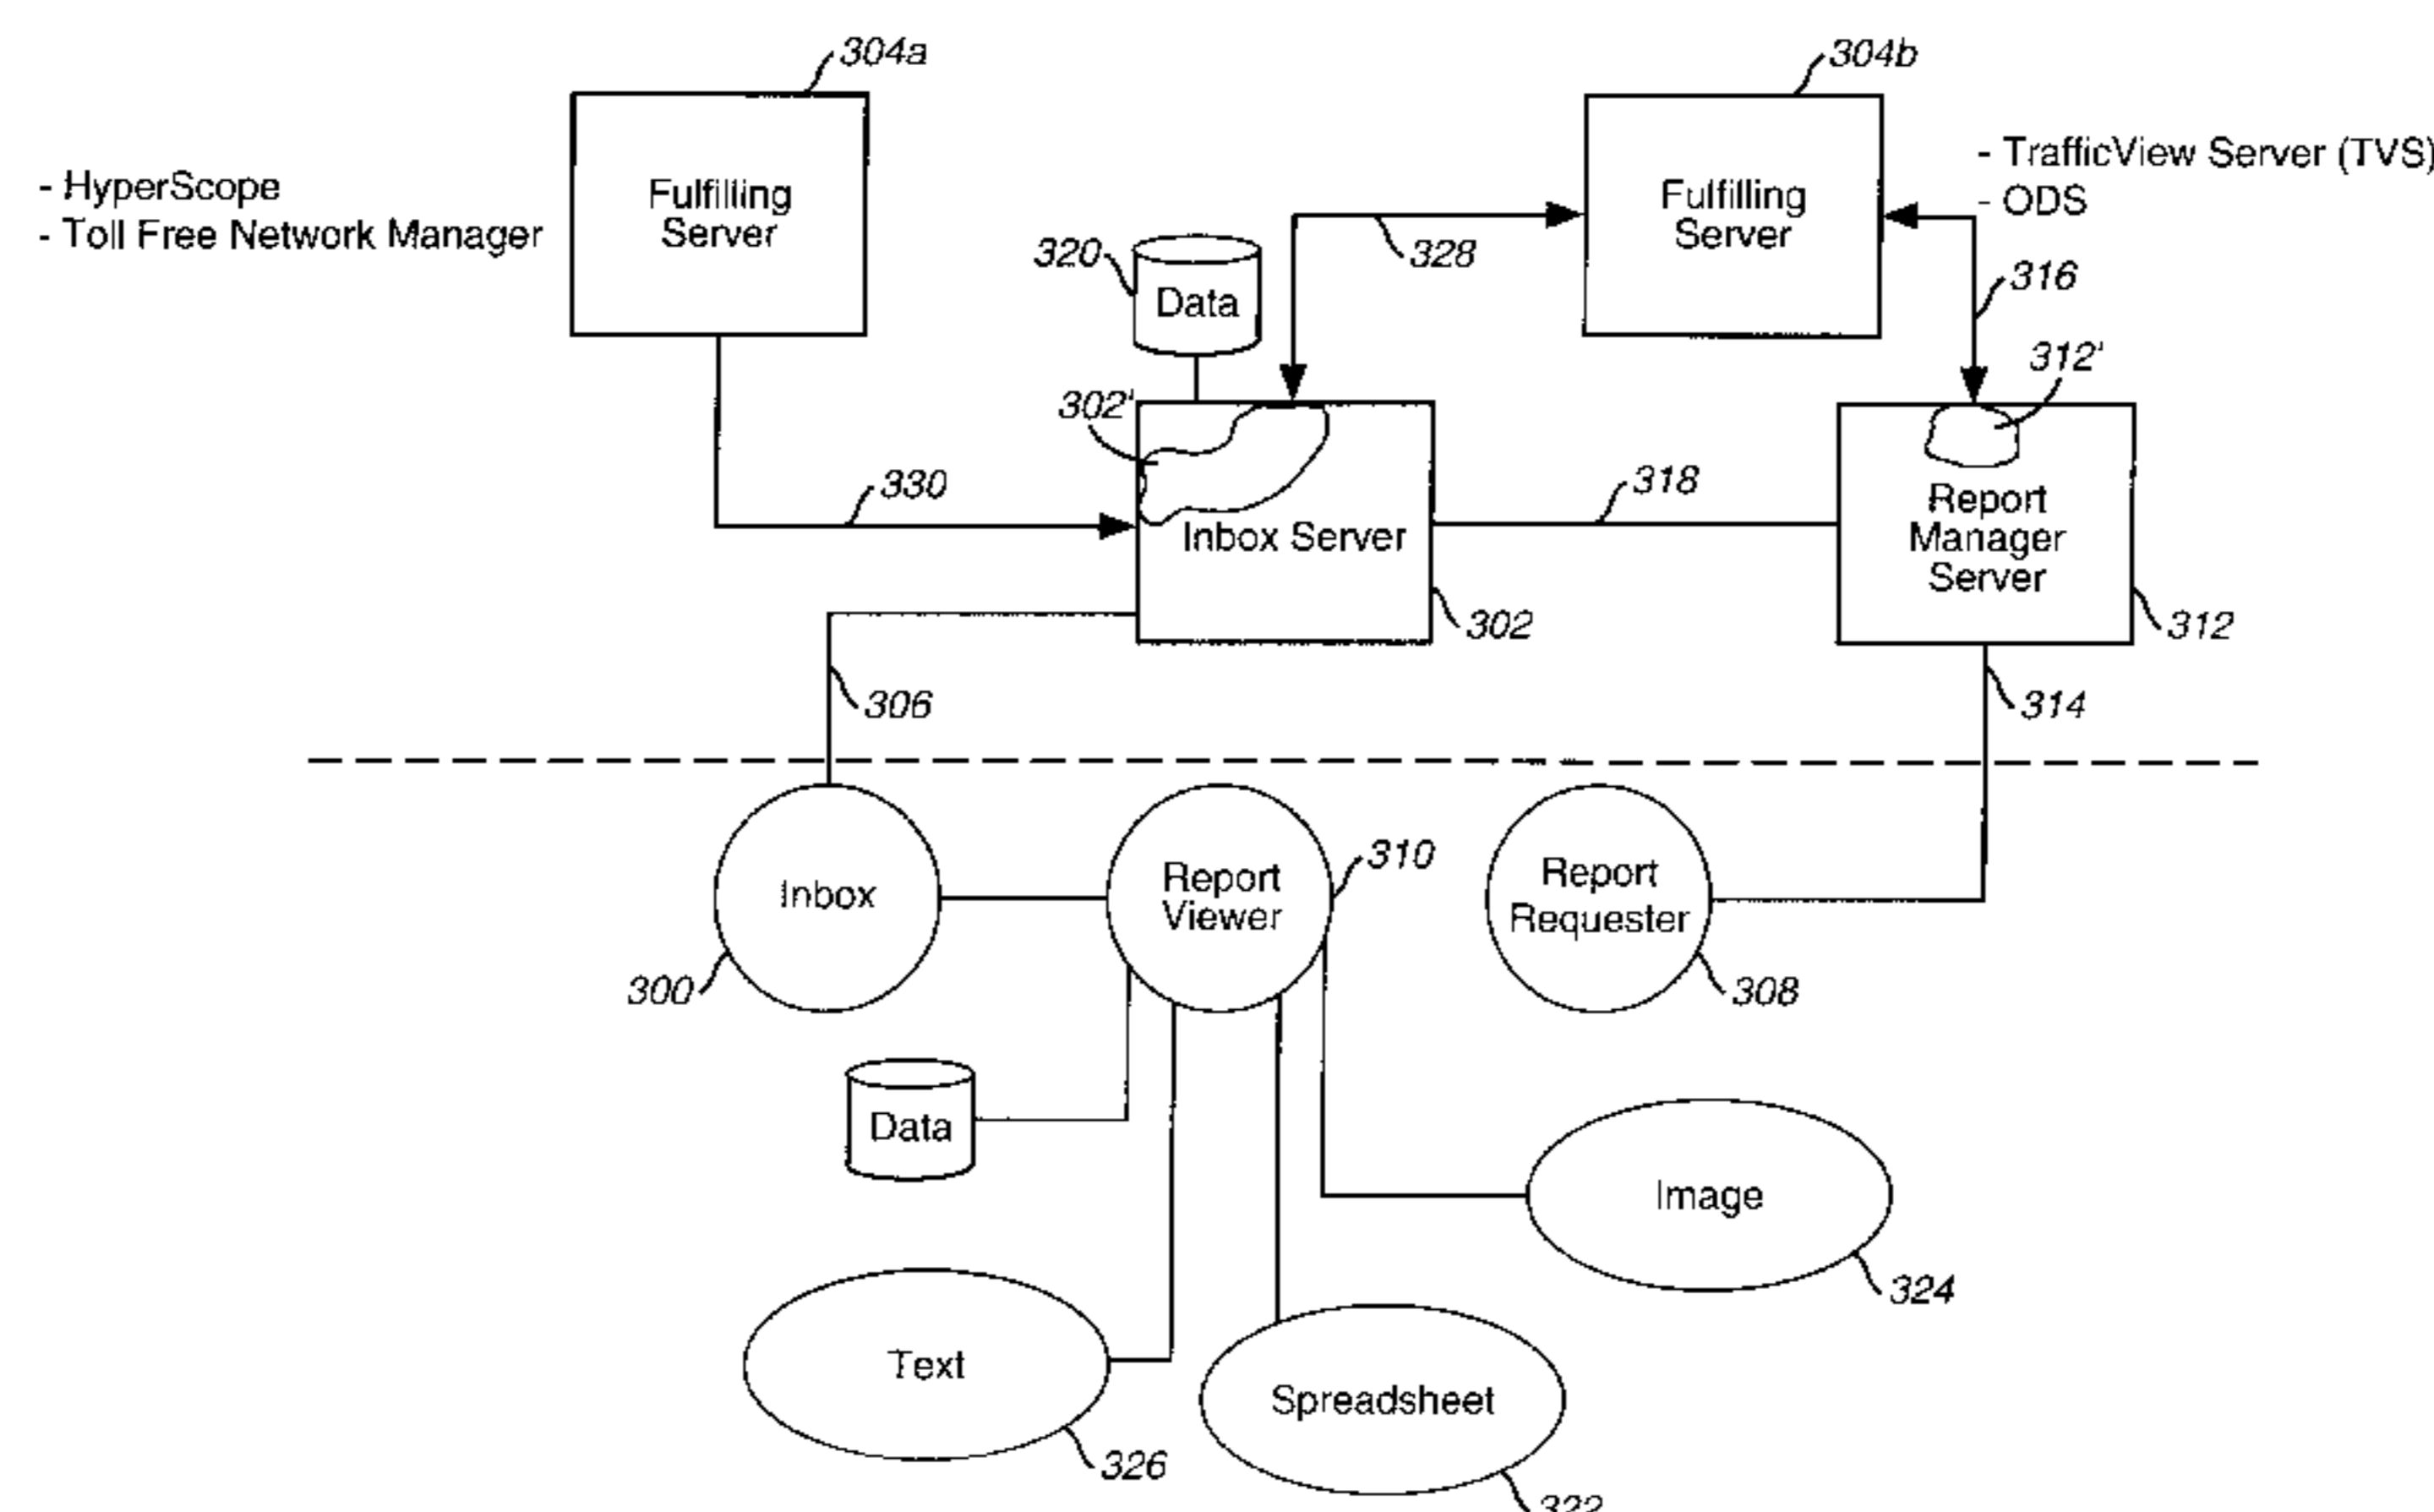 304a
304b
- HyperScope
- Toll Free Network Manager
Fulfilling
Server
Fulfilling
Server
- TrafficView Server (TVS)
- ODS
320
Data
328
316
312'
302'
330
318
Inbox Server
Report
Manager
Server
302
312
306
314
Inbox
Report
Viewer
310
Report
Requester
300
308
Data
Image
324
Text
Spreadsheet
326
322